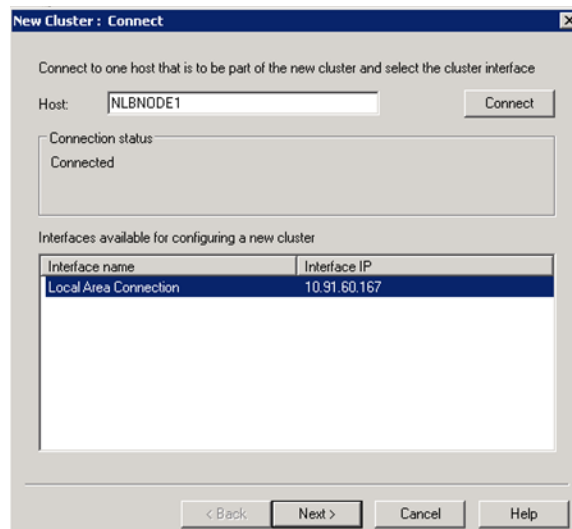 New Cluster : Connect
Connect to one host that is to be part of the new cluster and select the cluster interface
Host: NLBNODE1 Connect
Connection status
Connected
Interfaces available for configuring a new cluster
Interface name Interface IP
Local Area Connection 10.91.60.167
< Back Next > Cancel Help